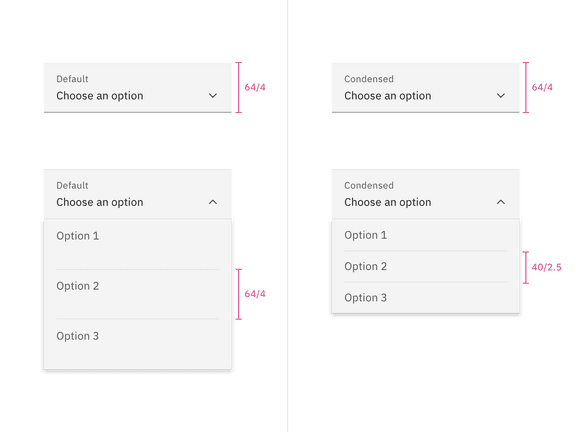 Default
Choose an option
64/4
Default
Choose an option
Option 1
Option 2
64/4
Option 3
Condensed
Choose an option
64/4
Condensed
Choose an option
Option 1
Option 2
40/2.5
Option 3